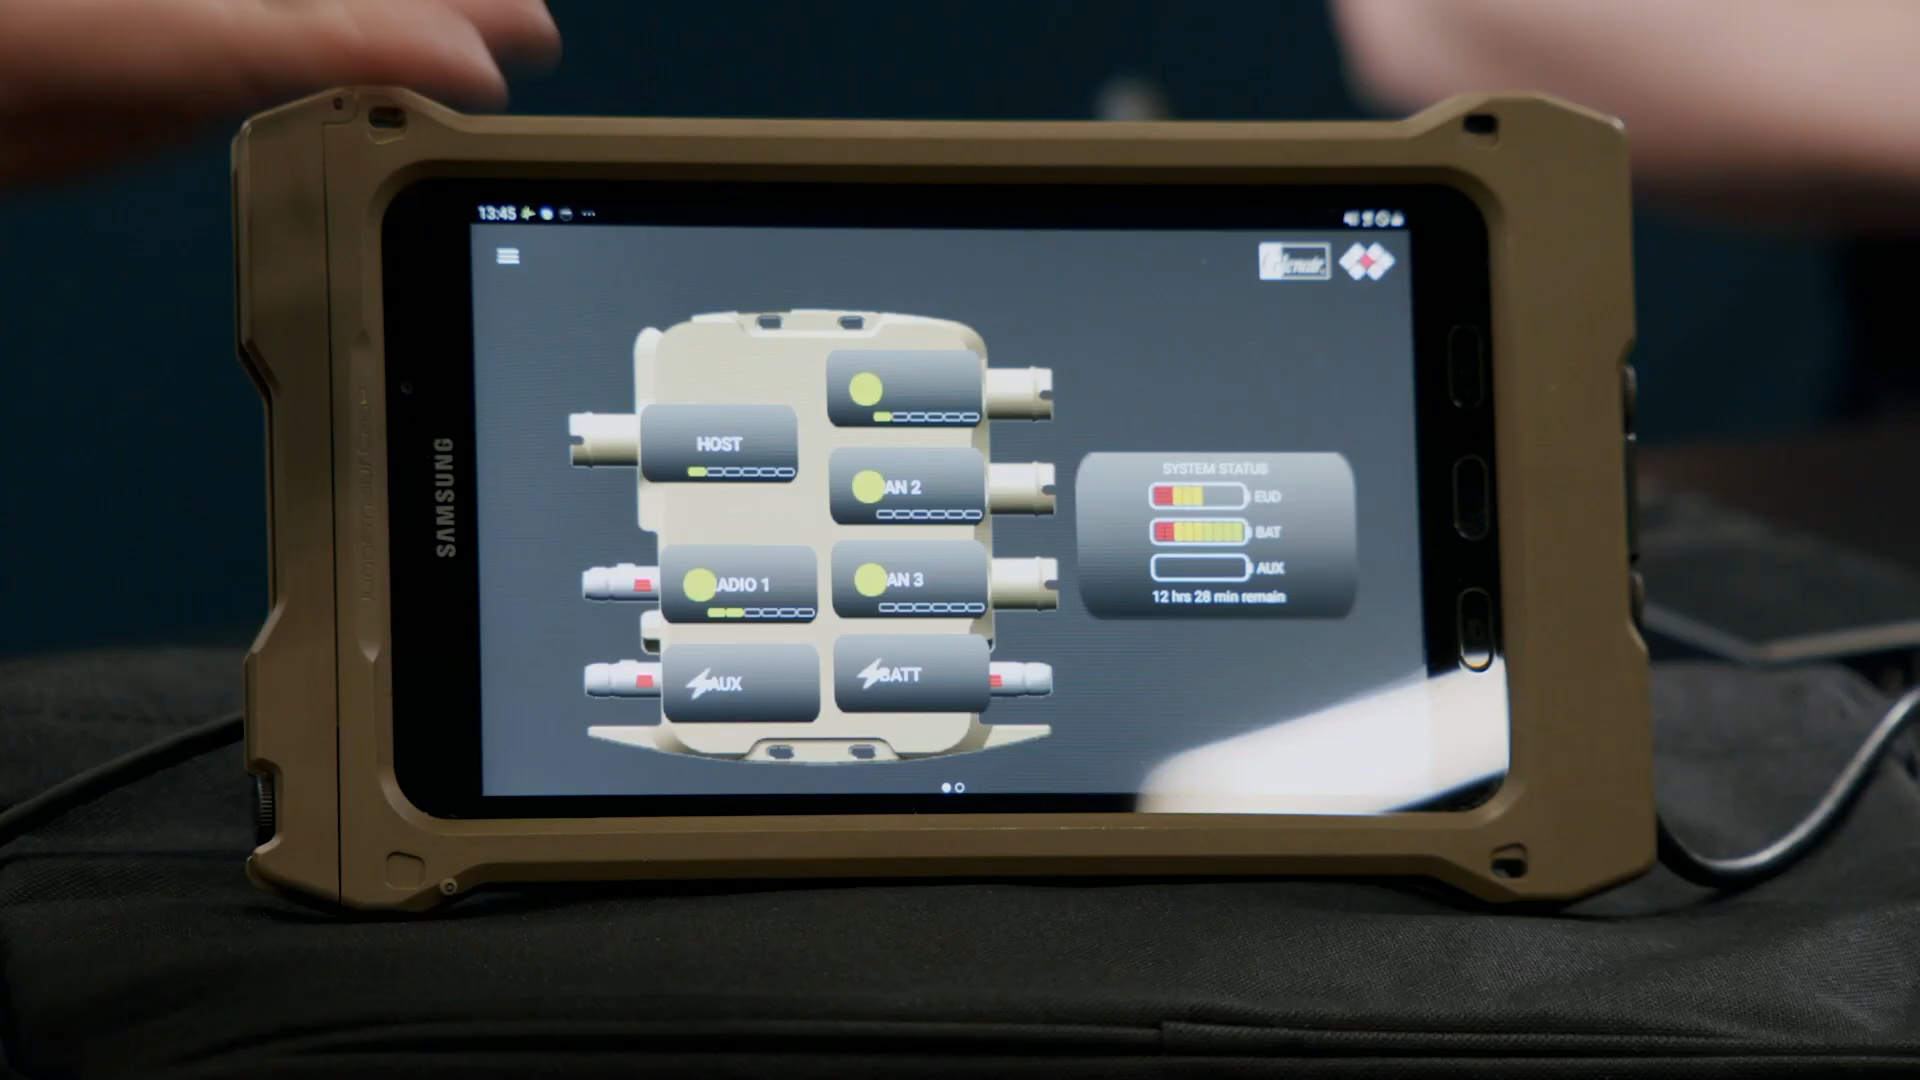 13:45
Glenair
HOST
AN 2
ADIO 1
AN 3
AUX
BATT
SYSTEM STATUS
EUD
BAT
AUX
12 hrs 28 min remain
SAMSUNG